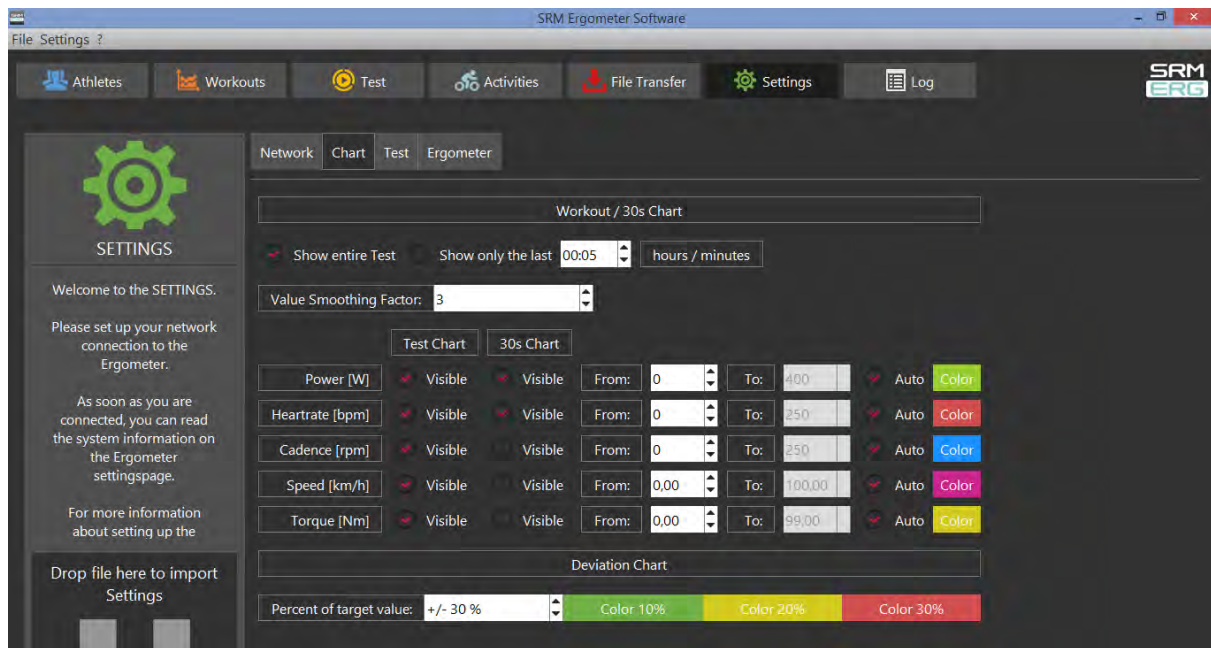 SRM
SRM Ergometer Software
File Settings ?
Athletes Workouts Test Activities File Transfer Settings Log
SRM
ERG
Network Chart Test Ergometer
SETTINGS
Welcome to the SETTINGS.
Please set up your network
connection to the
Ergometer.
As soon as you are
connected, you can read
the system information on
the Ergometer
settingspage.
For more information
about setting up the
Drop file here to import
Settings
Workout / 30s Chart
Show entire Test Show only the last 00:05 hours / minutes
Value Smoothing Factor: 3
Test Chart 30s Chart
Power [W] Visible Visible From: 0 To: 400 Auto Color
Heartrate [bpm] Visible Visible From: 0 To: 250 Auto Color
Cadence [rpm] Visible Visible From: 0 To: 250 Auto Color
Speed [km/h] Visible Visible From: 0,00 To: 100,00 Auto Color
Torque [Nm] Visible Visible From: 0,00 To: 99,00 Auto Color
Deviation Chart
Percent of target value: +/- 30 % Color 10% Color 20% Color 30%